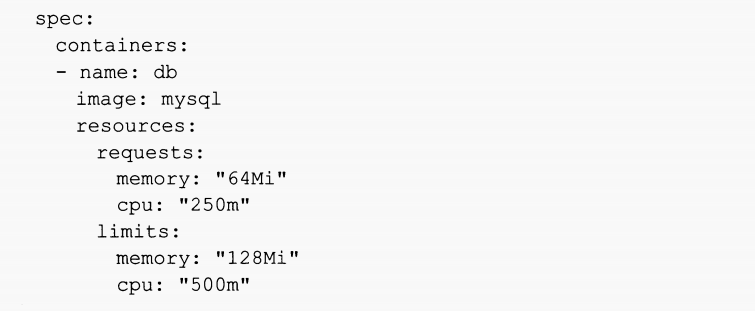 spec:
  containers:
  - name: db
    image: mysql
    resources:
      requests:
        memory: "64Mi"
        cpu: "250m"
      limits:
        memory: "128Mi"
        cpu: "500m"